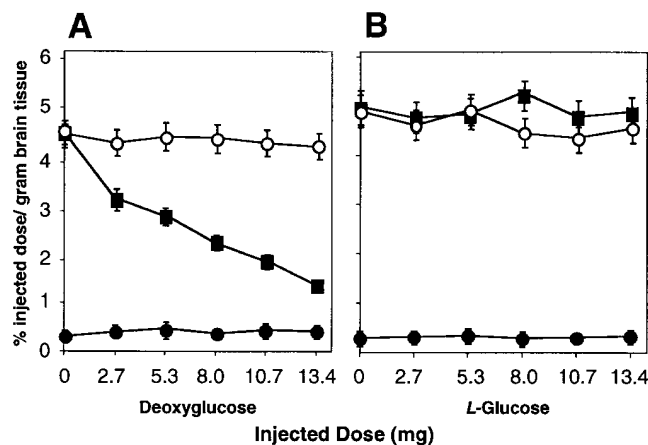 A
B
% injected dose/ gram brain tissue
6
5
4
3
2
1
0
0 2.7 5.3 8.0 10.7 13.4
0 2.7 5.3 8.0 10.7 13.4
Deoxyglucose
L-Glucose
Injected Dose (mg)